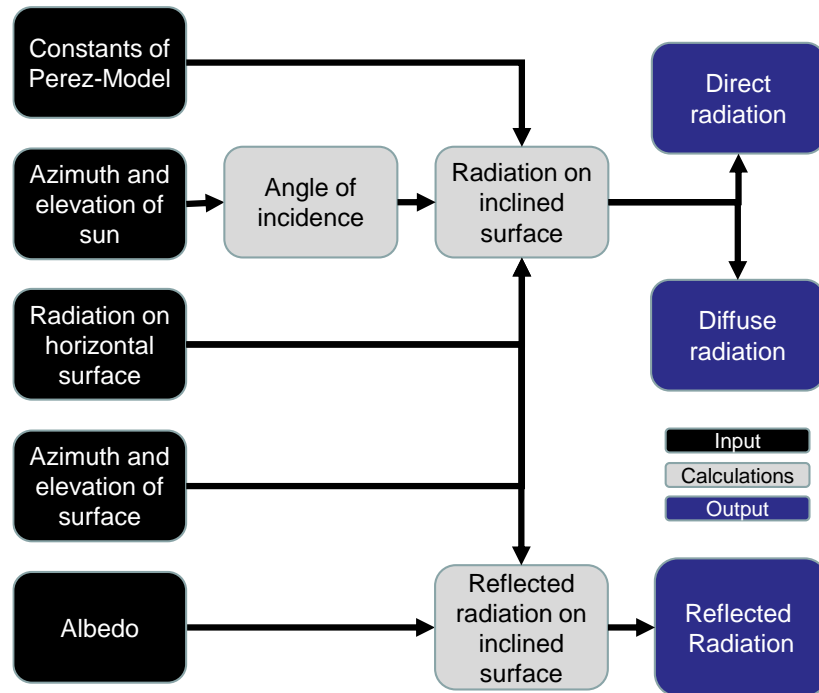 Constants of
Perez-Model
Direct
radiation
Azimuth and
elevation of
sun
Angle of
incidence
Radiation on
inclined
surface
Radiation on
horizontal
surface
Diffuse
radiation
Azimuth and
elevation of
surface
Input
Calculations
Output
Albedo
Reflected
radiation on
inclined
surface
Reflected
Radiation